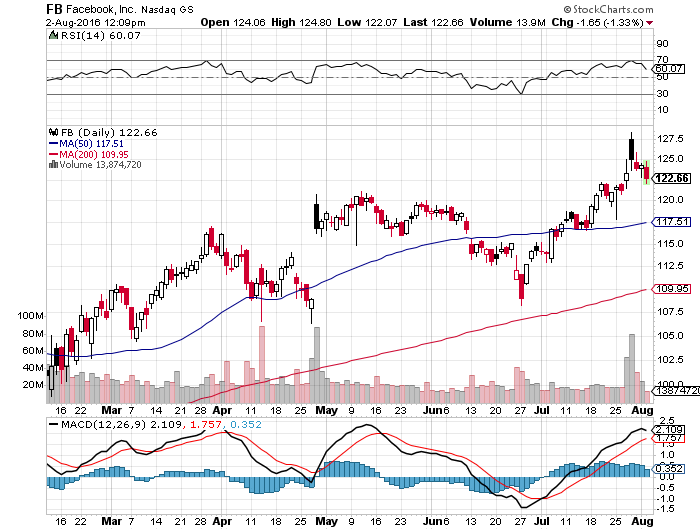 FB Facebook, Inc. Nasdaq GS © StockCharts.com
2-Aug-2016 12:09pm Open 124.06 High 124.80 Low 122.07 Last 122.66 Volume 13.9M Chg -1.65 (-1.33%)
RSI(14) 60.07
90
70
60.07
50
30
10
FB (Daily) 122.66
MA(50) 117.51
MA(200) 109.95
Volume 13,874,720
127.5
125.0
122.66
120.0
117.51
115.0
112.5
109.95
107.5
105.0
102.5
100.0
100M
80M
60M
40M
20M
13874720
16 22 Mar 7 14 21 28 Apr 11 18 25 May 9 16 23 Jun 6 13 20 27 Jul 11 18 25 Aug
MACD(12,26,9) 2.109, 1.757, 0.352
2.5
2.109
1.757
1.0
0.5
0.352
0.0
-0.5
-1.0
-1.5
16 22 Mar 7 14 21 28 Apr 11 18 25 May 9 16 23 Jun 6 13 20 27 Jul 11 18 25 Aug